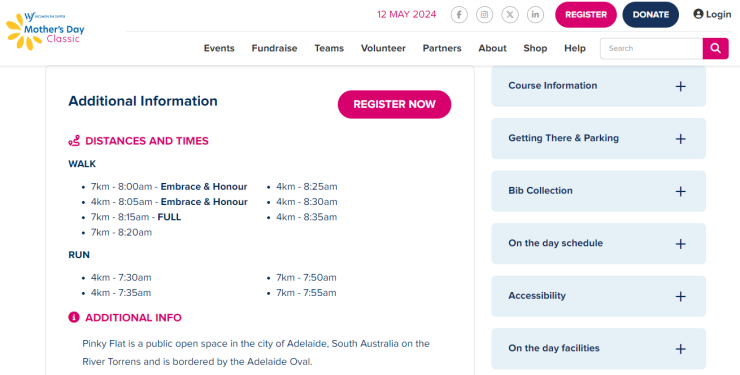 WOMEN IN SUPER
Mother's Day
Classic
12 MAY 2024
REGISTER
DONATE
Login
Events Fundraise Teams Volunteer Partners About Shop Help
Search
Additional Information
REGISTER NOW
DISTANCES AND TIMES
WALK
7km - 8:00am - Embrace & Honour
4km - 8:05am - Embrace & Honour
7km - 8:15am - FULL
7km - 8:20am
4km - 8:25am
4km - 8:30am
4km - 8:35am
RUN
4km - 7:30am
4km - 7:35am
7km - 7:50am
7km - 7:55am
ADDITIONAL INFO
Pinky Flat is a public open space in the city of Adelaide, South Australia on the
River Torrens and is bordered by the Adelaide Oval.
Course Information
Getting There & Parking
Bib Collection
On the day schedule
Accessibility
On the day facilities